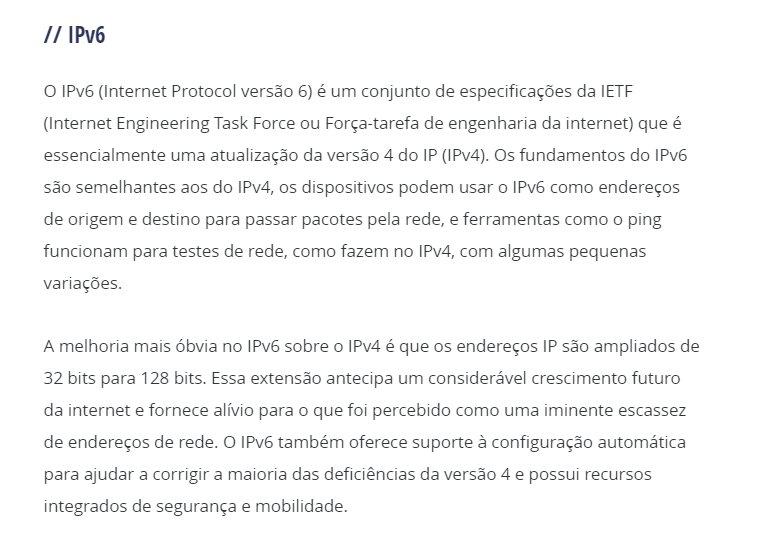 // IPv6
O IPv6 (Internet Protocol versão 6) é um conjunto de especificações da IETF
(Internet Engineering Task Force ou Força-tarefa de engenharia da internet) que é
essencialmente uma atualização da versão 4 do IP (IPv4). Os fundamentos do IPv6
são semelhantes aos do IPv4, os dispositivos podem usar o IPv6 como endereços
de origem e destino para passar pacotes pela rede, e ferramentas como o ping
funcionam para testes de rede, como fazem no IPv4, com algumas pequenas
variações.
A melhoria mais óbvia no IPv6 sobre o IPv4 é que os endereços IP são ampliados de
32 bits para 128 bits. Essa extensão antecipa um considerável crescimento futuro
da internet e fornece alívio para o que foi percebido como uma iminente escassez
de endereços de rede. O IPv6 também oferece suporte à configuração automática
para ajudar a corrigir a maioria das deficiências da versão 4 e possui recursos
integrados de segurança e mobilidade.